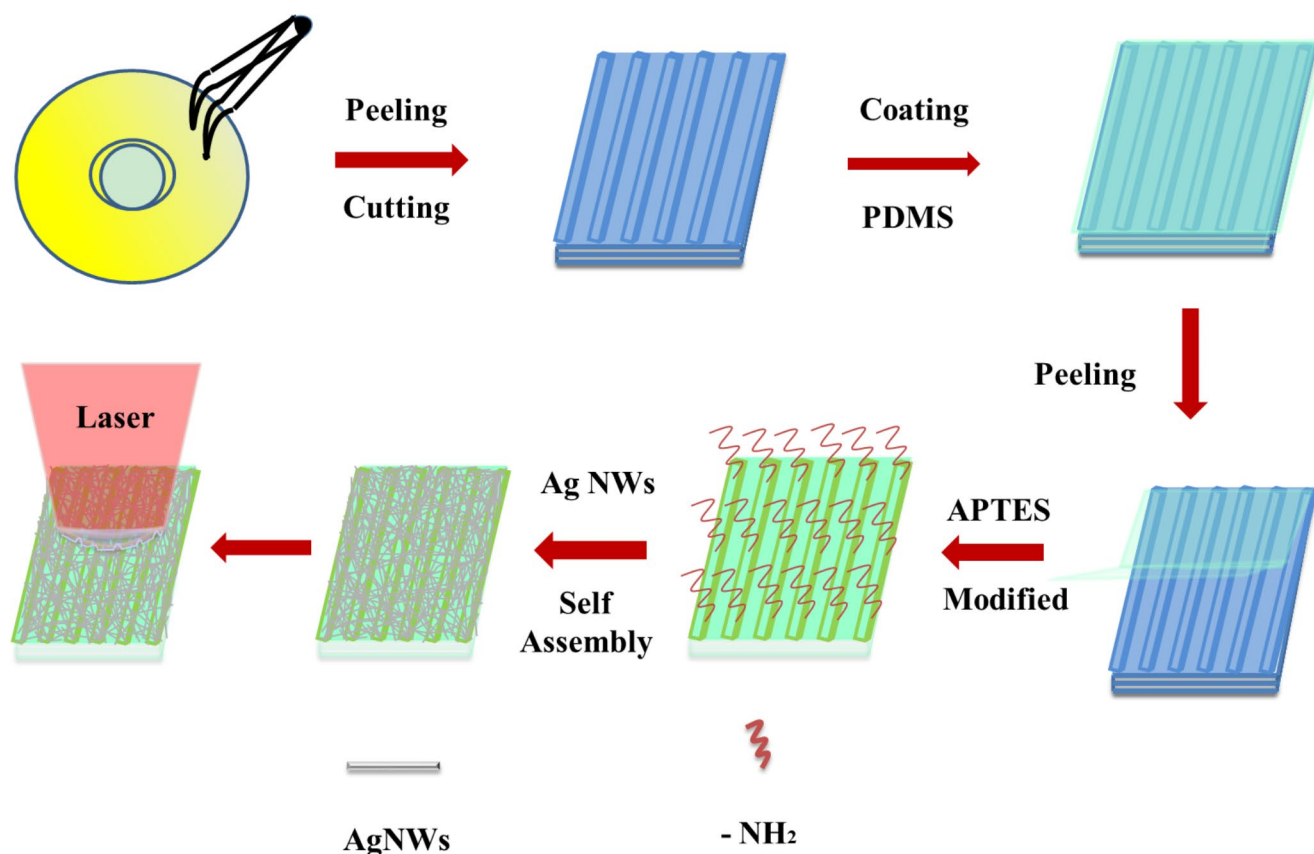 Peeling
Cutting
Coating
PDMS
Peeling
APTES
Modified
Ag NWs
Self
Assembly
Laser
AgNWs
- NH₂